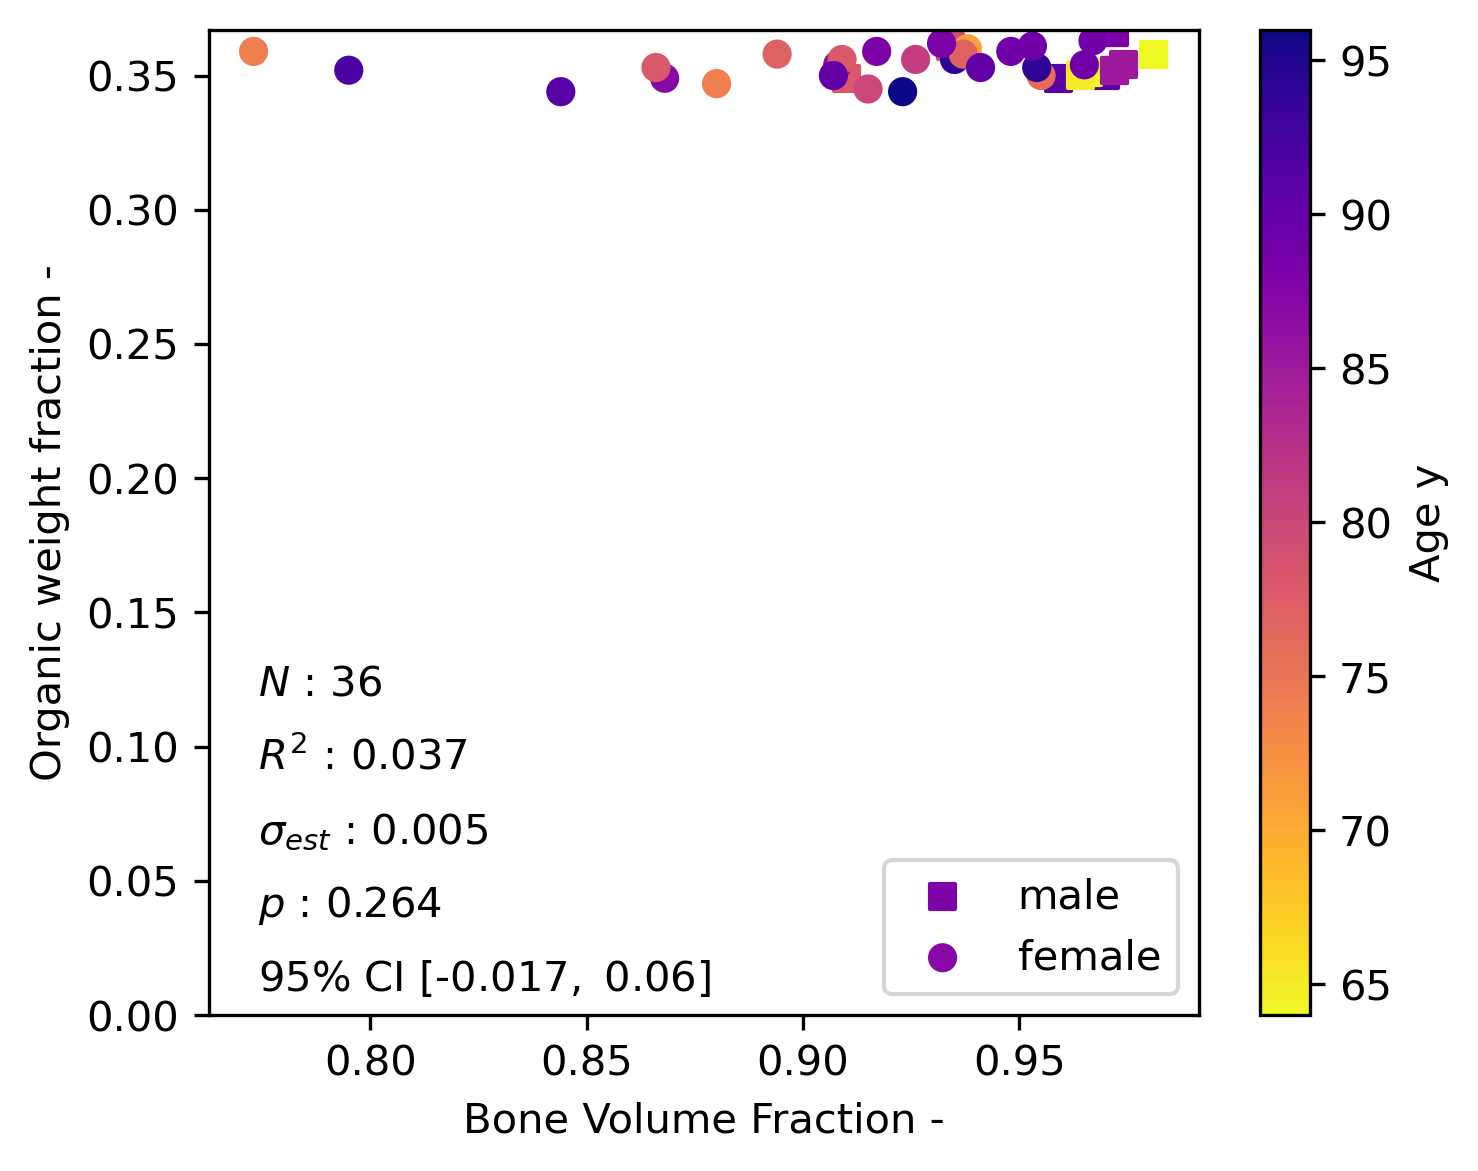 0.35
0.30
0.25
0.20
0.15
0.10
0.05
0.00
Organic weight fraction -
N : 36
R² : 0.037
σest : 0.005
p : 0.264
95% CI [-0.017, 0.06]
male
female
0.80 0.85 0.90 0.95
Bone Volume Fraction -
95
90
85
80
75
70
65
Age y